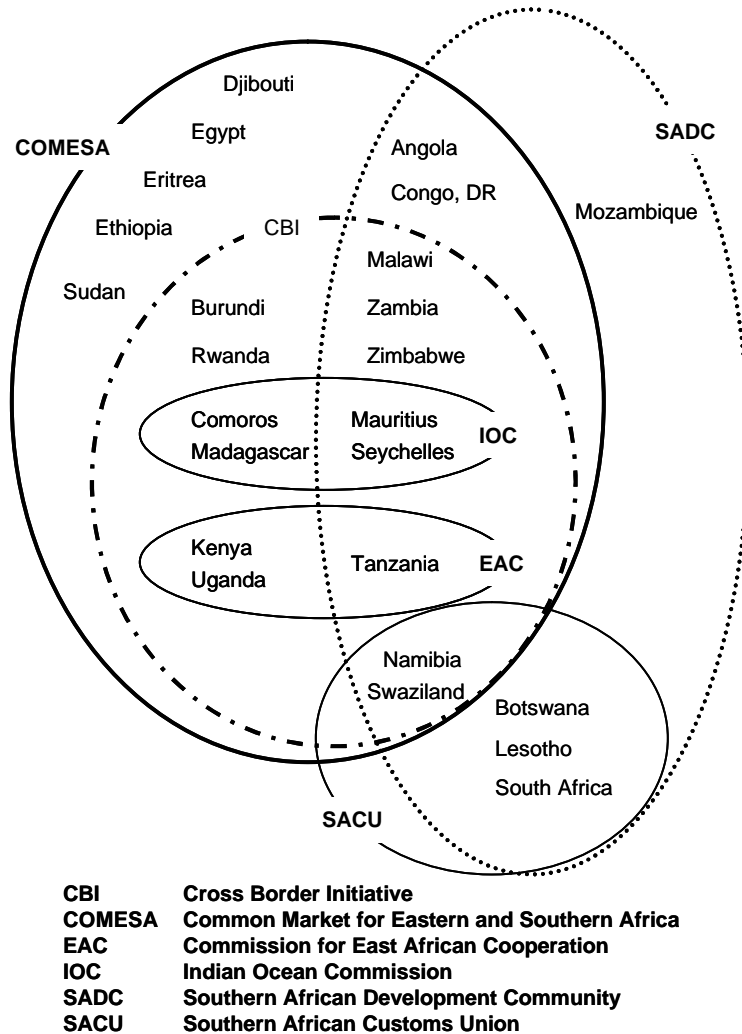 Djibouti
Egypt
COMESA
SADC
Angola
Eritrea
Congo, DR
Mozambique
Ethiopia
CBI
Malawi
Sudan
Burundi
Zambia
Rwanda
Zimbabwe
Comoros
Mauritius
Madagascar
Seychelles
IOC
Kenya
Uganda
Tanzania
EAC
Namibia
Swaziland
Botswana
Lesotho
South Africa
SACU
CBI Cross Border Initiative
COMESA Common Market for Eastern and Southern Africa
EAC Commission for East African Cooperation
IOC Indian Ocean Commission
SADC Southern African Development Community
SACU Southern African Customs Union